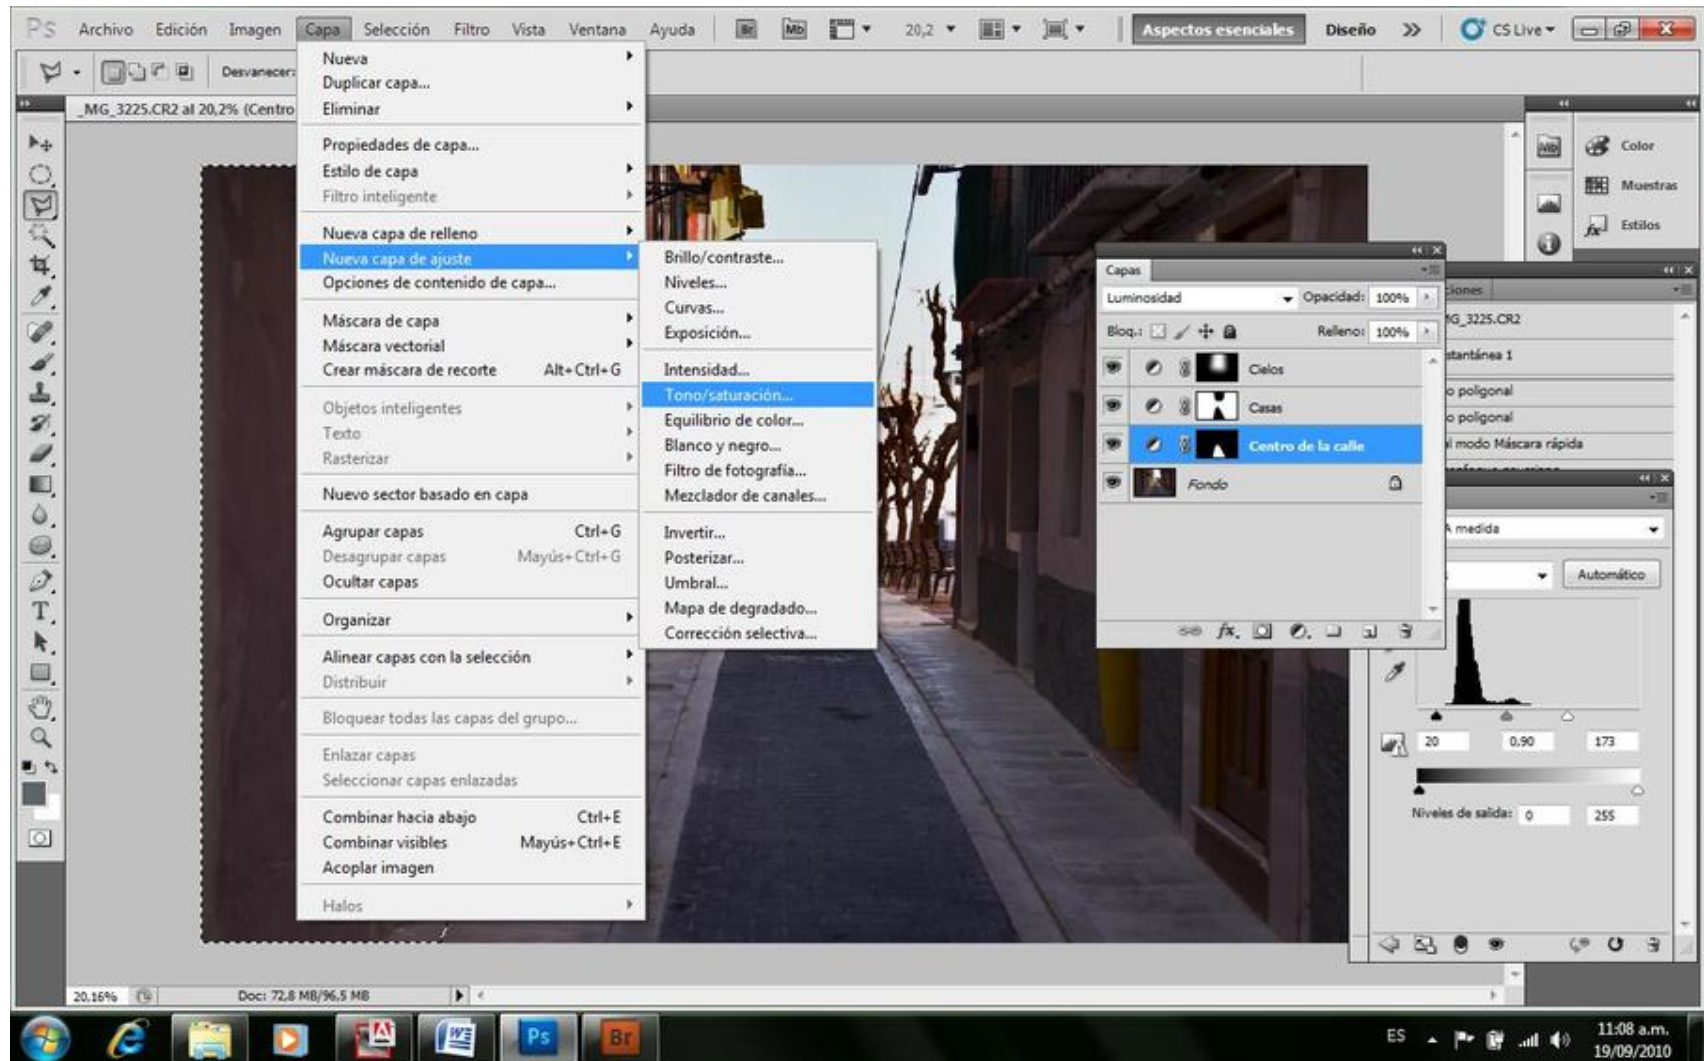 Ps Archivo Edición Imagen Capa Selección Filtro Vista Ventana Ayuda Br Mb 20,2 Aspectos esenciales Diseño CS Live
Desvanecer:
_MG_3225.CR2 al 20,2% (Centro
Nueva
Duplicar capa...
Eliminar
Propiedades de capa...
Estilo de capa
Filtro inteligente
Nueva capa de relleno
Nueva capa de ajuste
Opciones de contenido de capa...
Máscara de capa
Máscara vectorial
Crear máscara de recorte Alt+Ctrl+G
Objetos inteligentes
Texto
Rasterizar
Nuevo sector basado en capa
Agrupar capas Ctrl+G
Desagrupar capas Mayús+Ctrl+G
Ocultar capas
Organizar
Alinear capas con la selección
Distribuir
Bloquear todas las capas del grupo...
Enlazar capas
Seleccionar capas enlazadas
Combinar hacia abajo Ctrl+E
Combinar visibles Mayús+Ctrl+E
Acoplar imagen
Halos
Brillo/contraste...
Niveles...
Curvas...
Exposición...
Intensidad...
Tono/saturación...
Equilibrio de color...
Blanco y negro...
Filtro de fotografía...
Mezclador de canales...
Invertir...
Posterizar...
Umbral...
Mapa de degradado...
Corrección selectiva...
Capas
Luminosidad Opacidad: 100%
Bloq.: Relleno: 100%
Cielos
Casas
Centro de la calle
Fondo
Mb Color
Muestras
Estilos
ciones
MG_3225.CR2
stantánea 1
o poligonal
o poligonal
al modo Máscara rápida
A medida
Automático
20 0,90 173
Niveles de salida: 0 255
20,16% Doc: 72,8 MB/96,5 MB
Ps Br ES 11:08 a.m.
19/09/2010